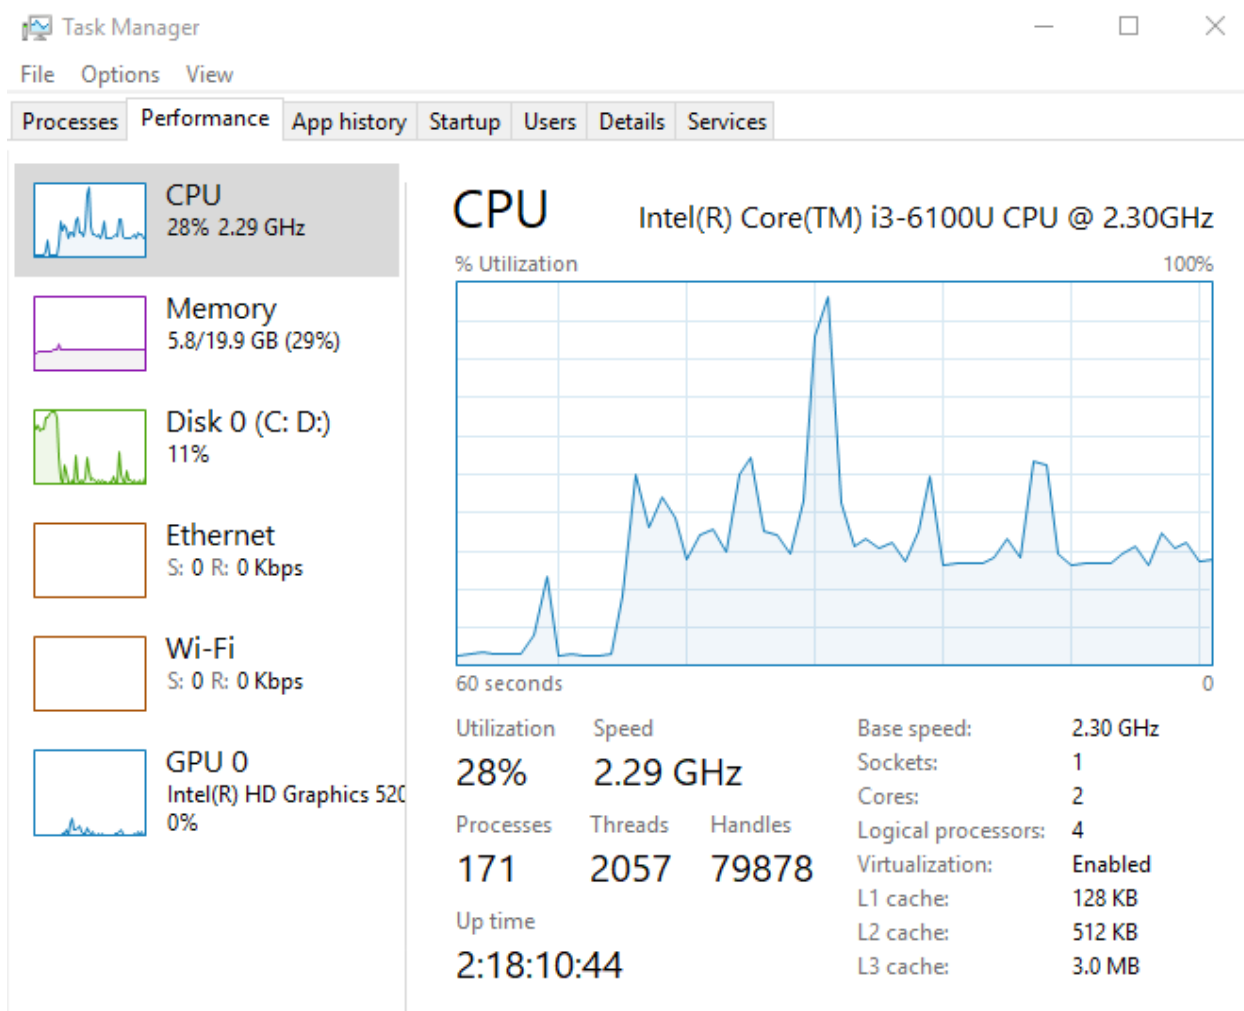 Task Manager
File Options View
Processes Performance App history Startup Users Details Services
CPU
28% 2.29 GHz
Memory
5.8/19.9 GB (29%)
Disk 0 (C: D:)
11%
Ethernet
S: 0 R: 0 Kbps
Wi-Fi
S: 0 R: 0 Kbps
GPU 0
Intel(R) HD Graphics 520
0%
CPU Intel(R) Core(TM) i3-6100U CPU @ 2.30GHz
% Utilization 100%
60 seconds 0
Utilization Speed
28% 2.29 GHz
Processes Threads Handles
171 2057 79878
Up time
2:18:10:44
Base speed: 2.30 GHz
Sockets: 1
Cores: 2
Logical processors: 4
Virtualization: Enabled
L1 cache: 128 KB
L2 cache: 512 KB
L3 cache: 3.0 MB